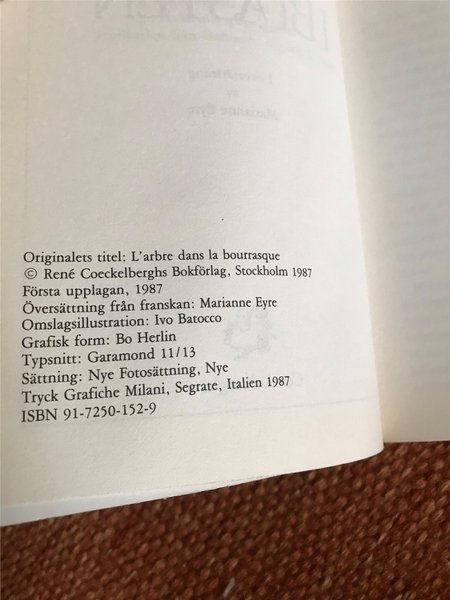 Originalets titel: L'arbre dans la bourrasque
© René Coeckelberghs Bokförlag, Stockholm 1987
Första upplagan, 1987
Översättning från franskan: Marianne Eyre
Omslagsillustration: Ivo Batocco
Grafisk form: Bo Herlin
Typsnitt: Garamond 11/13
Sättning: Nye Fotosättning, Nye
Tryck Grafiche Milani, Segrate, Italien 1987
ISBN 91-7250-152-9